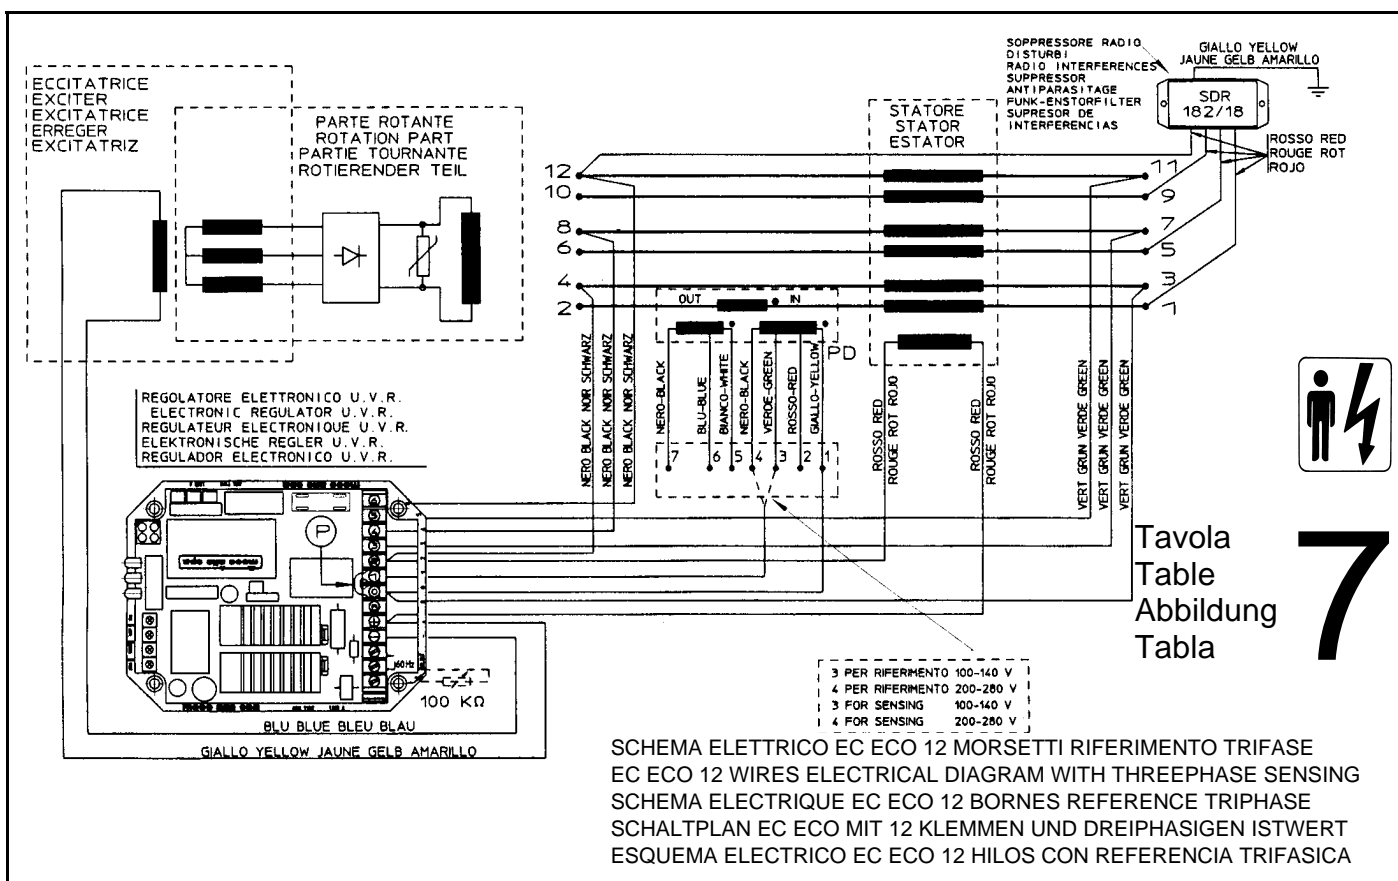 ECCITATRICE
EXCITER
EXCITATRICE
ERREGER
EXCITATRIZ
PARTE ROTANTE
ROTATION PART
PARTIE TOURNANTE
ROTIERENDER TEIL
STATORE
STATOR
ESTATOR
SOPPRESSORE RADIO
DISTURBI
RADIO INTERFERENCES
SUPPRESSOR
ANTIPARASITAGE
FUNK-ENSTORFILTER
SUPRESOR DE
INTERFERENCIAS
GIALLO YELLOW
JAUNE GELB AMARILLO
SDR
182/18
ROSSO RED
ROUGE ROT
ROJO
12
10
8
6
4
2
11
9
7
5
3
1
OUT
IN
PD
NERO BLACK NOIR SCHWARZ
NERO BLACK NOIR SCHWARZ
NERO BLACK NOIR SCHWARZ
NERO-BLACK
BLU-BLUE
BIANCO-WHITE
NERO-BLACK
VERDE-GREEN
ROSSO-RED
GIALLO-YELLOW
7
6
5
4
3
2
1
ROSSO RED
ROUGE ROT ROJO
ROSSO RED
ROUGE ROT ROJO
VERT GRUN VERDE GREEN
VERT GRUN VERDE GREEN
VERT GRUN VERDE GREEN
REGOLATORE ELETTRONICO U.V.R.
ELECTRONIC REGULATOR U.V.R.
REGULATEUR ELECTRONIQUE U.V.R.
ELEKTRONISCHE REGLER U.V.R.
REGULADOR ELECTRONICO U.V.R.
P
60 Hz
100 KΩ
BLU BLUE BLEU BLAU
GIALLO YELLOW JAUNE GELB AMARILLO
3 PER RIFERIMENTO 100-140 V
4 PER RIFERIMENTO 200-280 V
3 FOR SENSING 100-140 V
4 FOR SENSING 200-280 V
Tavola
Table
Abbildung
Tabla
7
SCHEMA ELETTRICO EC ECO 12 MORSETTI RIFERIMENTO TRIFASE
EC ECO 12 WIRES ELECTRICAL DIAGRAM WITH THREEPHASE SENSING
SCHEMA ELECTRIQUE EC ECO 12 BORNES REFERENCE TRIPHASE
SCHALTPLAN EC ECO MIT 12 KLEMMEN UND DREIPHASIGEN ISTWERT
ESQUEMA ELECTRICO EC ECO 12 HILOS CON REFERENCIA TRIFASICA